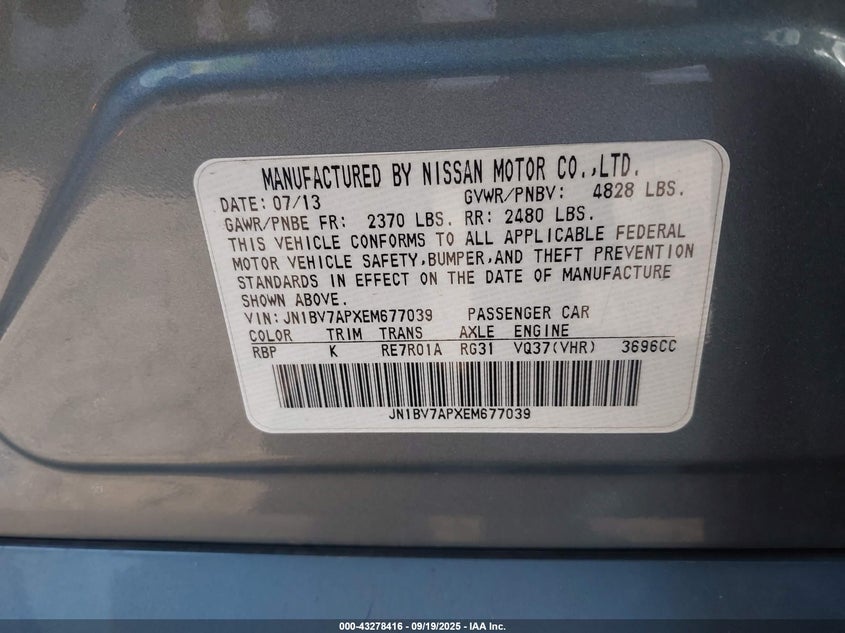 MANUFACTURED BY NISSAN MOTOR CO.,LTD.
DATE: 07/13 GVWR/PNBV: 4828 LBS.
GAWR/PNBE FR: 2370 LBS. RR: 2480 LBS.
THIS VEHICLE CONFORMS TO ALL APPLICABLE FEDERAL
MOTOR VEHICLE SAFETY,BUMPER,AND THEFT PREVENTION
STANDARDS IN EFFECT ON THE DATE OF MANUFACTURE
SHOWN ABOVE.
VIN: JN1BV7APXEM677039 PASSENGER CAR
COLOR TRIM TRANS AXLE ENGINE
RBP K RE7R01A RG31 VQ37(VHR) 3696CC
JN1BV7APXEM677039
000-43278416 - 09/19/2025 - IAA Inc.